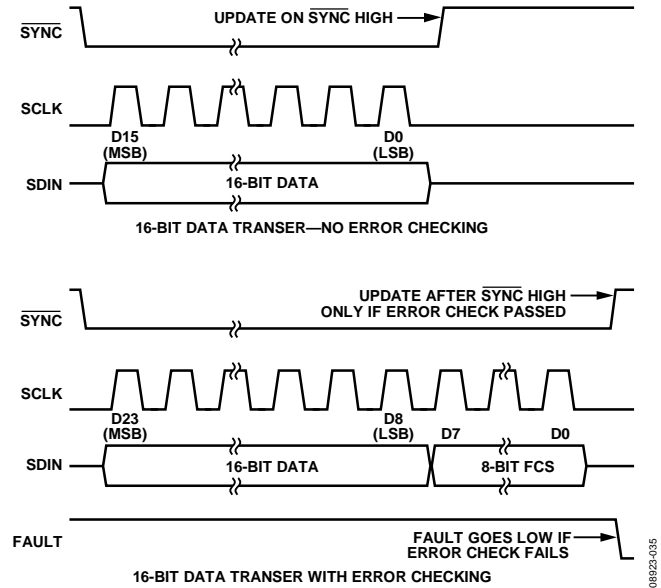 UPDATE ON SYNC HIGH
SYNC
SCLK
D15
(MSB)
D0
(LSB)
SDIN
16-BIT DATA
16-BIT DATA TRANSER—NO ERROR CHECKING
UPDATE AFTER SYNC HIGH
ONLY IF ERROR CHECK PASSED
SYNC
SCLK
D23
(MSB)
D8
(LSB)
D7
D0
SDIN
16-BIT DATA
8-BIT FCS
FAULT
FAULT GOES LOW IF
ERROR CHECK FAILS
16-BIT DATA TRANSER WITH ERROR CHECKING
08923-035